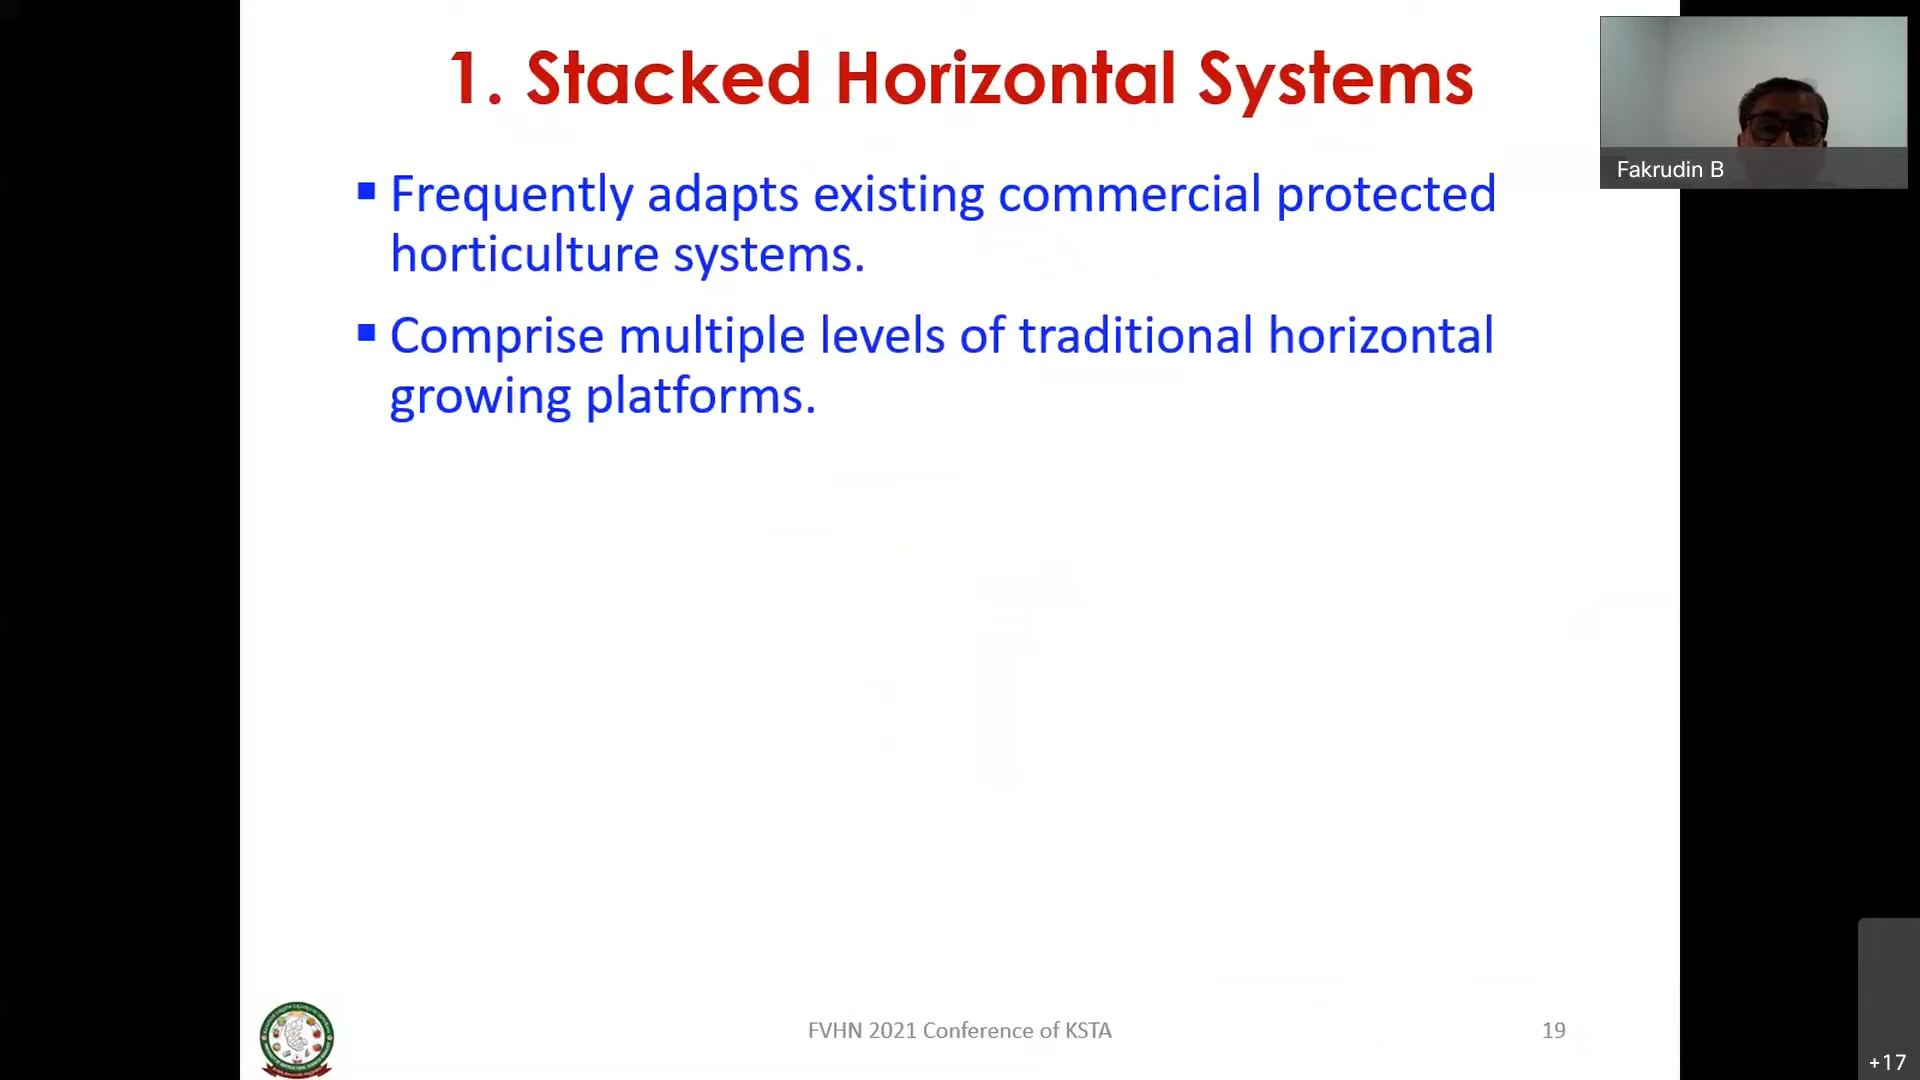 1. Stacked Horizontal Systems
▪ Frequently adapts existing commercial protected
horticulture systems.
▪ Comprise multiple levels of traditional horizontal
growing platforms.
Fakrudin B
FVHN 2021 Conference of KSTA
19
+17